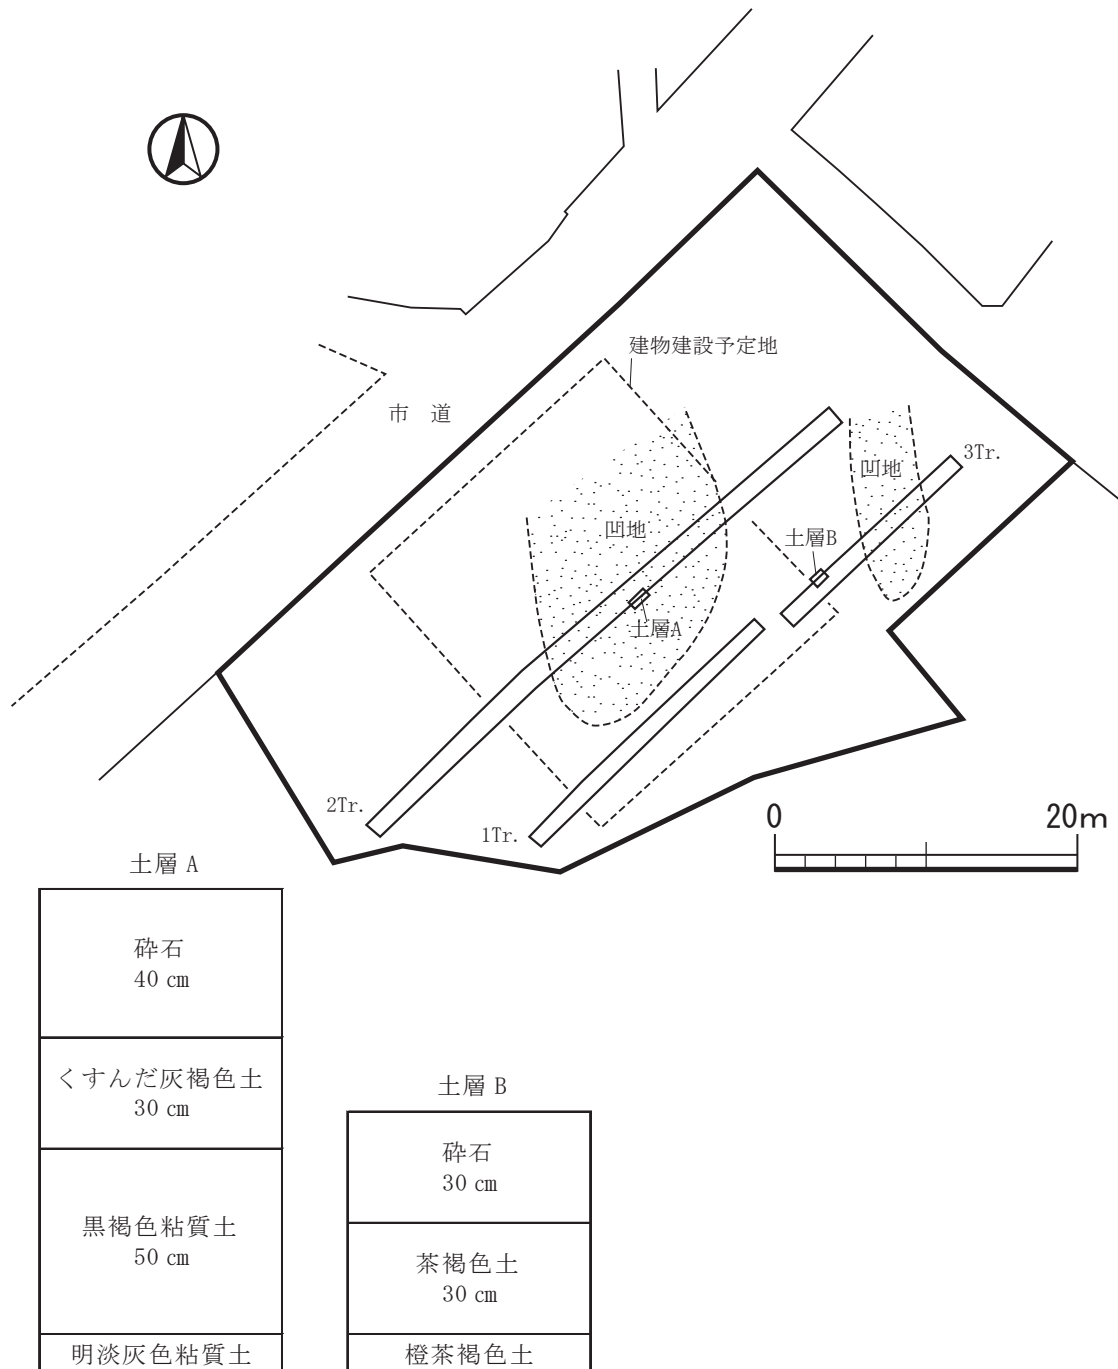 建物建設予定地
市 道
3Tr.
凹地
凹地
土層B
土層A
2Tr.
1Tr.
0 20m
土層 A
砕石
40 cm
くすんだ灰褐色土
30 cm
黒褐色粘質土
50 cm
明淡灰色粘質土
土層 B
砕石
30 cm
茶褐色土
30 cm
橙茶褐色土